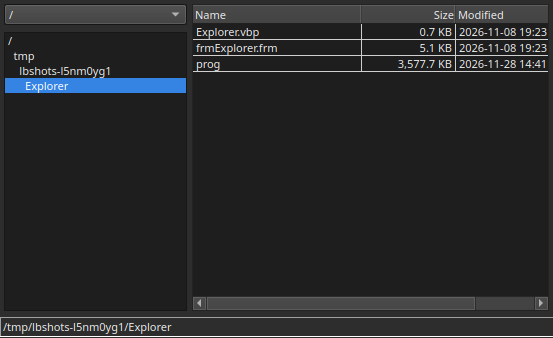 /
/
tmp
lbshots-l5nm0yg1
Explorer
Name Size Modified
Explorer.vbp 0.7 KB 2026-11-08 19:23
frmExplorer.frm 5.1 KB 2026-11-08 19:23
prog 3,577.7 KB 2026-11-28 14:41
/tmp/lbshots-l5nm0yg1/Explorer